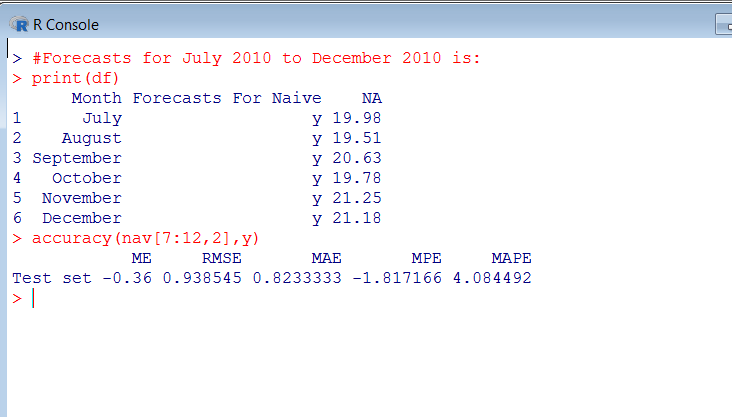 R Console
> #Forecasts for July 2010 to December 2010 is:
> print(df)
      Month Forecasts For Naive    NA
1      July                   y 19.98
2    August                   y 19.51
3 September                   y 20.63
4   October                   y 19.78
5  November                   y 21.25
6  December                   y 21.18
> accuracy(nav[7:12,2],y)
            ME     RMSE       MAE       MPE     MAPE
Test set -0.36 0.938545 0.8233333 -1.817166 4.084492
>